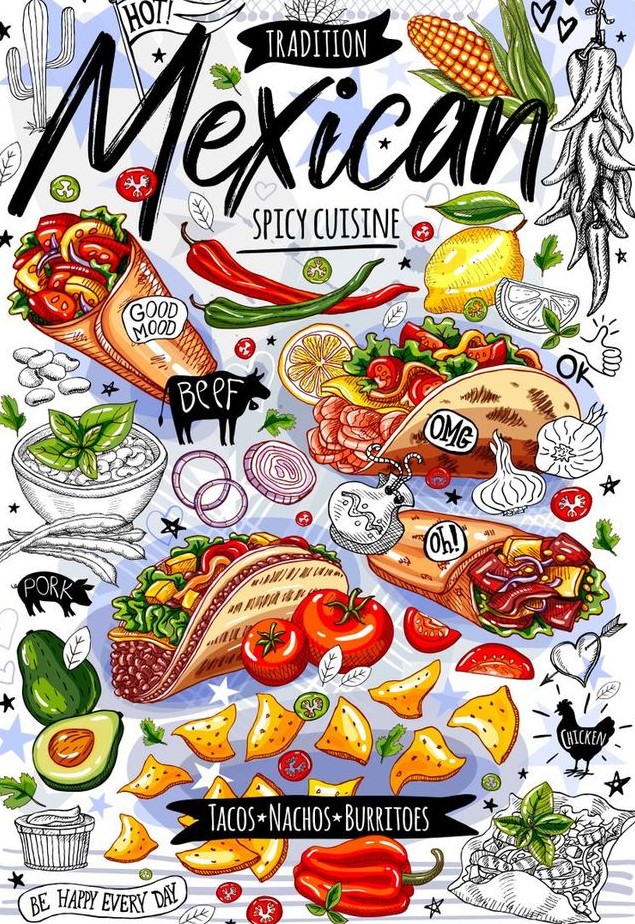 HOT!
TRADITION
Mexican
SPICY CUISINE
GOOD
MOOD
BEEF
OK
OMG
Oh!
PORK
CHICKEN
TACOS★NACHOS★BURRITOES
BE HAPPY EVERY DAY